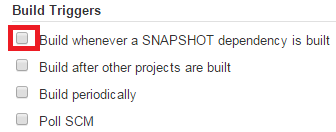 Build Triggers
Build whenever a SNAPSHOT dependency is built
Build after other projects are built
Build periodically
Poll SCM